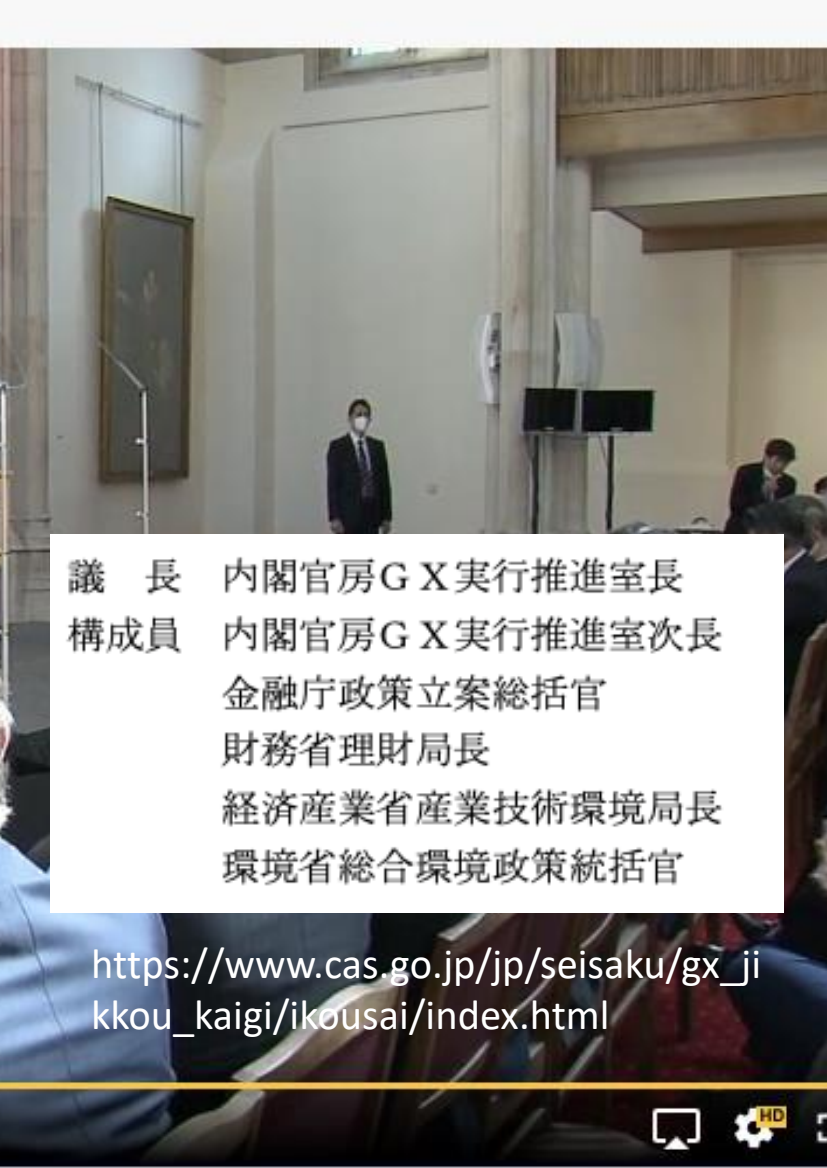 議　長　内閣官房GX実行推進室長
構成員　内閣官房GX実行推進室次長
金融庁政策立案総括官
財務省理財局長
経済産業省産業技術環境局長
環境省総合環境政策統括官
https://www.cas.go.jp/jp/seisaku/gx_ji
kkou_kaigi/ikousai/index.html
HD